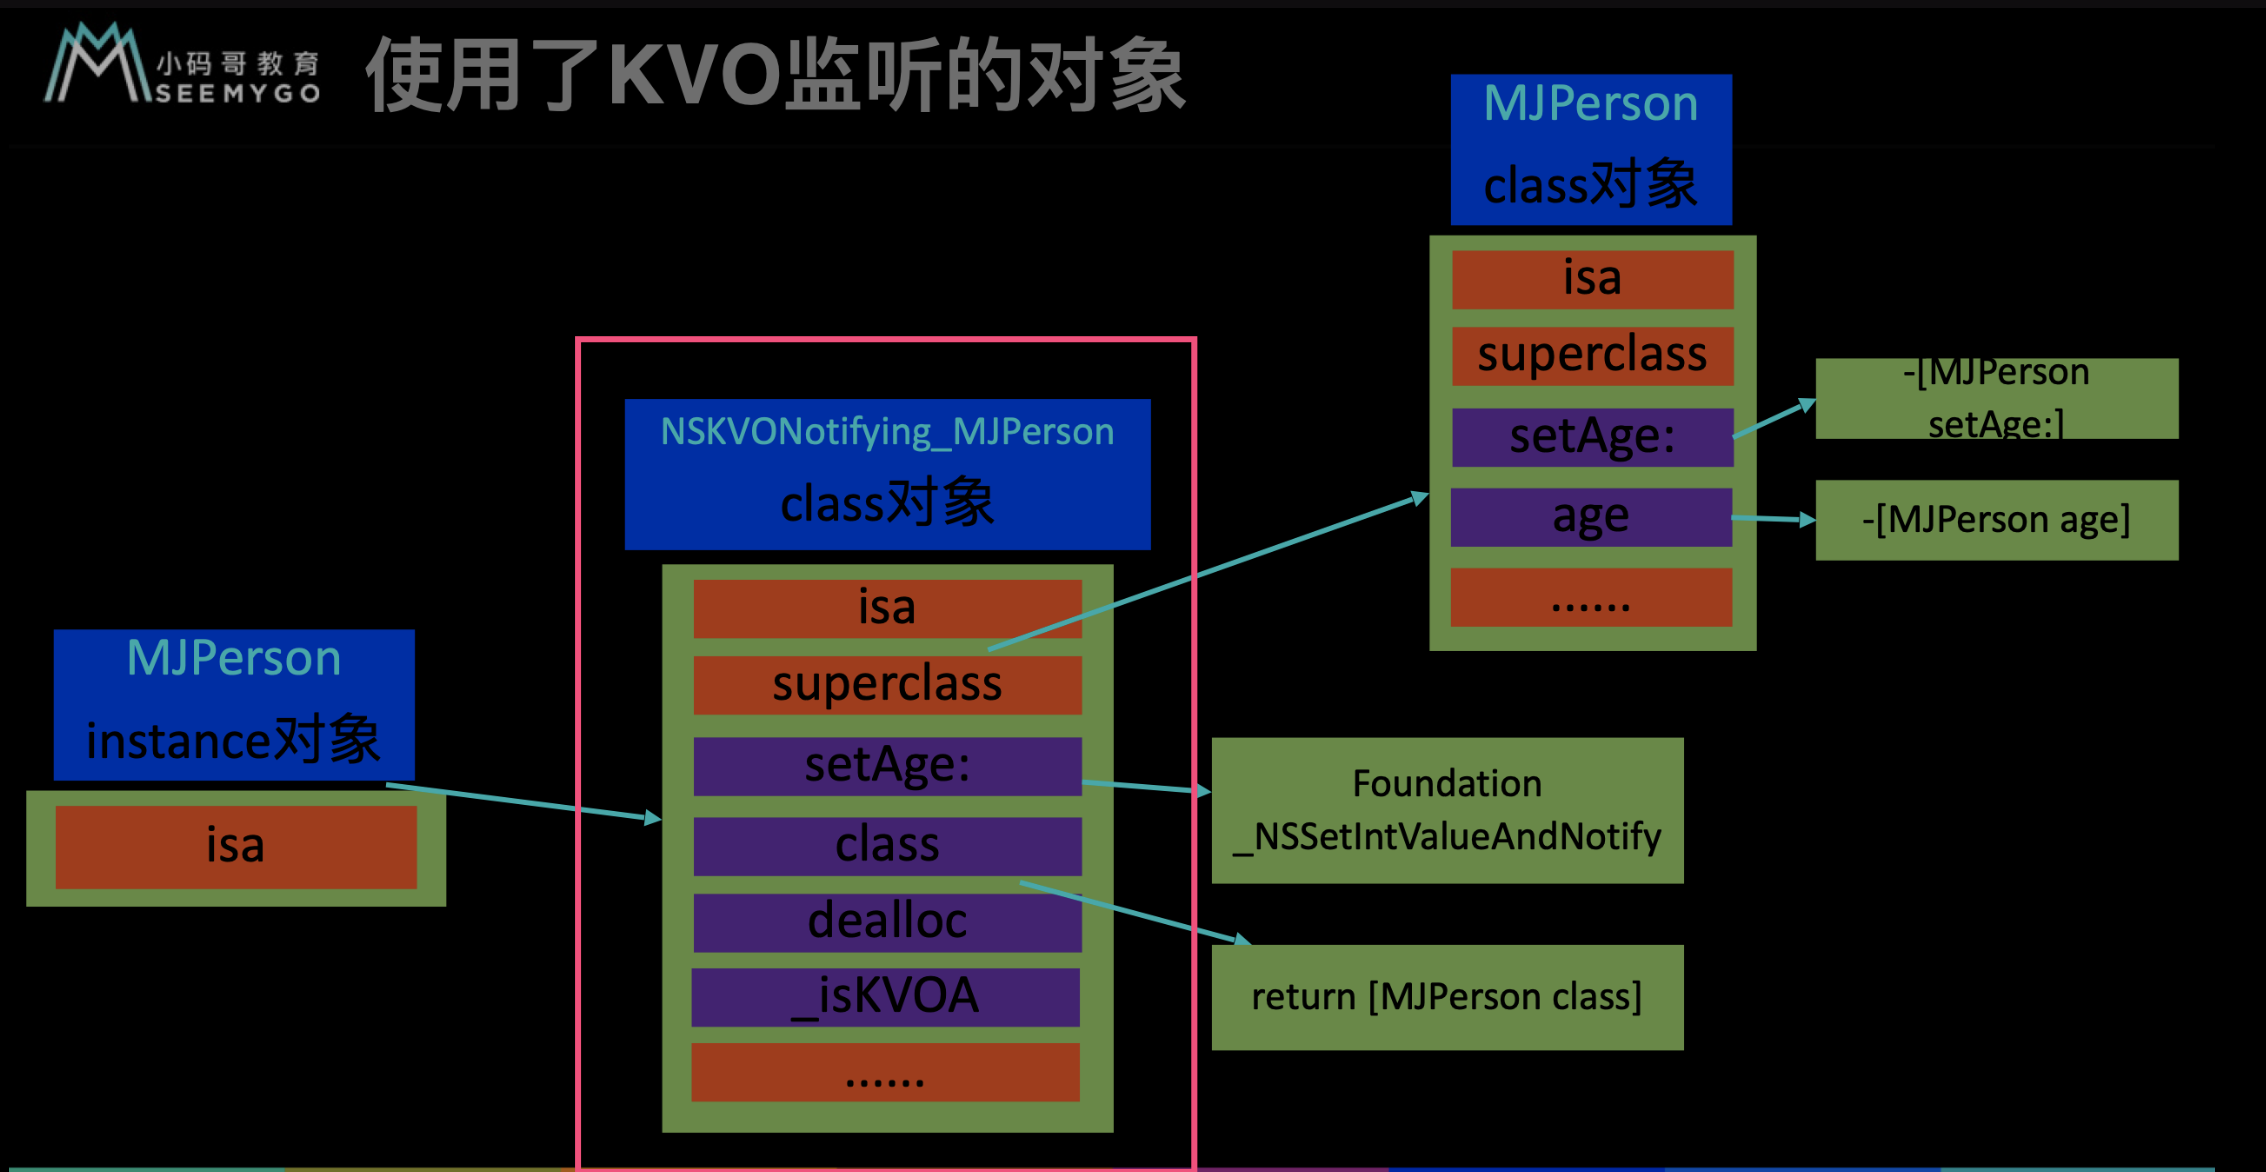 小码哥教育
SEEMYGO
使用了KVO监听的对象
MJPerson
instance对象
isa
NSKVONotifying_MJPerson
class对象
isa
superclass
setAge:
class
dealloc
_isKVOA
......
Foundation
_NSSetIntValueAndNotify
return [MJPerson class]
MJPerson
class对象
isa
superclass
setAge:
age
......
-[MJPerson
setAge:]
-[MJPerson age]